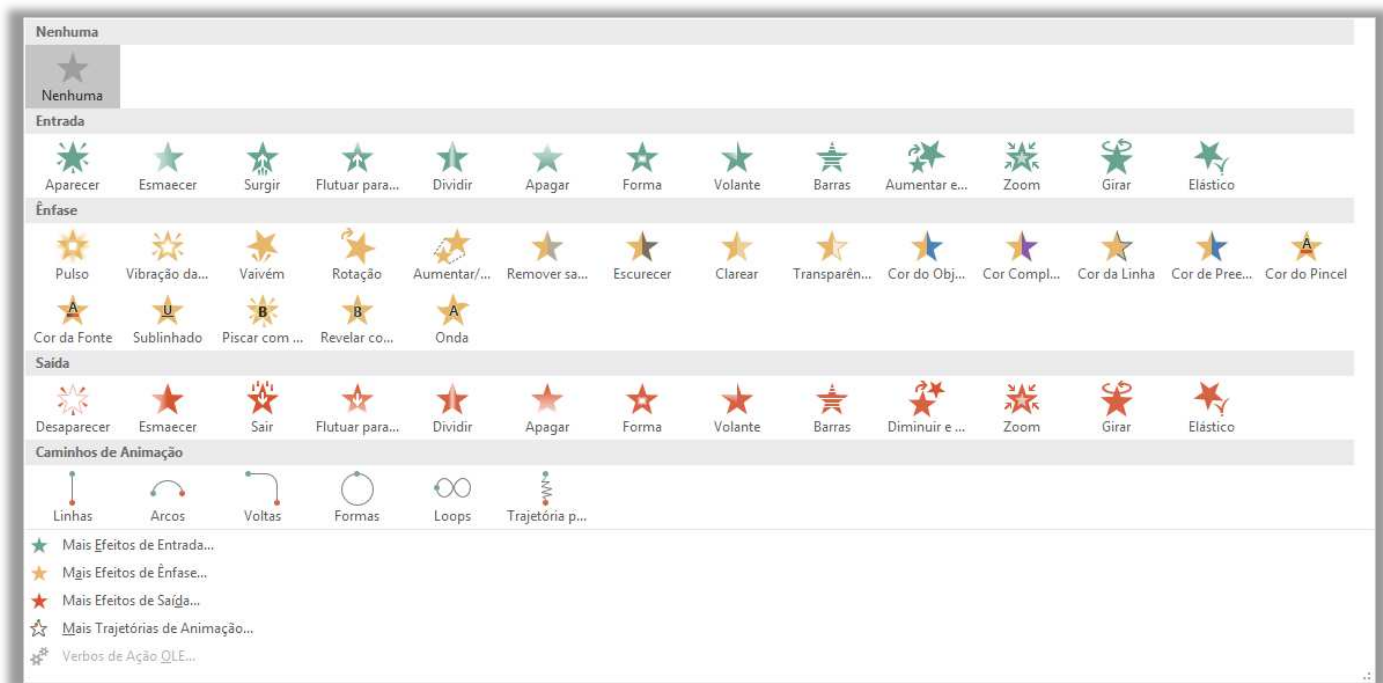 Nenhuma
Nenhuma
Entrada
Aparecer Esmaecer Surgir Flutuar para... Dividir Apagar Forma Volante Barras Aumentar e... Zoom Girar Elástico
Ênfase
Pulso Vibração da... Vaivém Rotação Aumentar/... Remover sa... Escurecer Clarear Transparên... Cor do Obj... Cor Compl... Cor da Linha Cor de Pree... Cor do Pincel
Cor da Fonte Sublinhado Piscar com ... Revelar co... Onda
Saída
Desaparecer Esmaecer Sair Flutuar para... Dividir Apagar Forma Volante Barras Diminuir e ... Zoom Girar Elástico
Caminhos de Animação
Linhas Arcos Voltas Formas Loops Trajetória p...
Mais Efeitos de Entrada...
Mais Efeitos de Ênfase...
Mais Efeitos de Saída...
Mais Trajetórias de Animação...
Verbos de Ação OLE...